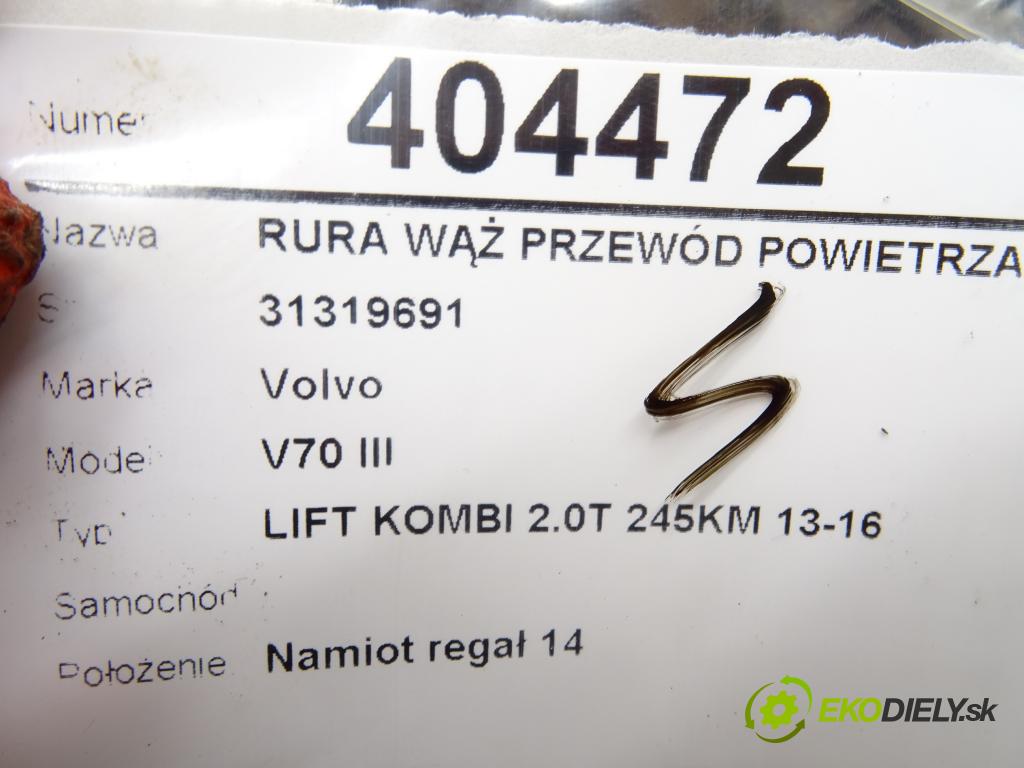 Numer 404472
Nazwa RURA WĄŻ PRZEWÓD POWIETRZA
31319691
Marka Volvo
Model V70 III
Typ LIFT KOMBI 2.0T 245KM 13-16
Samochód
Położenie Namiot regał 14
EKODIELY.sk